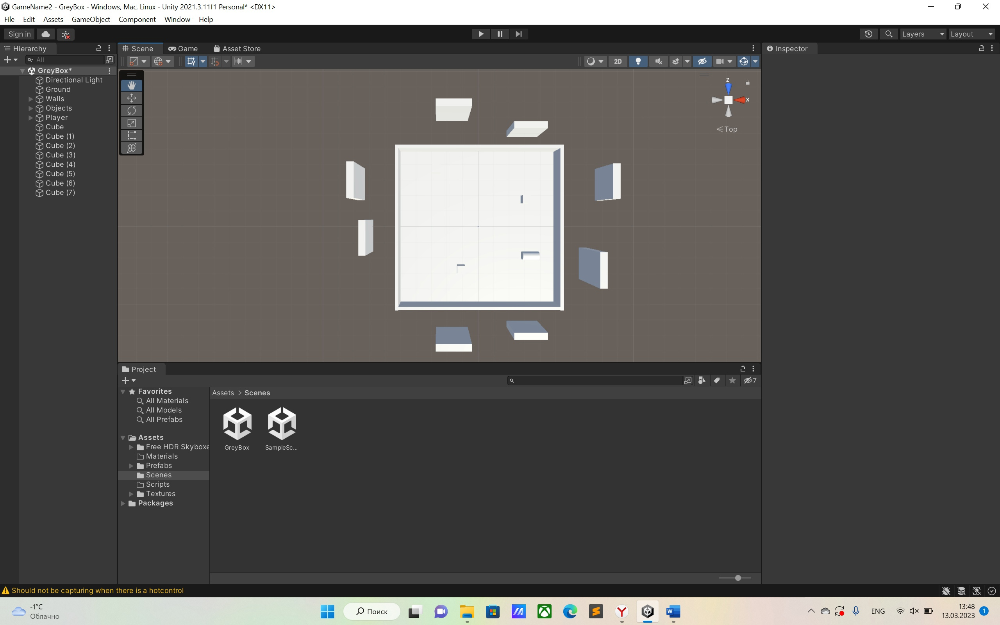 GameName2 - GreyBox - Windows, Mac, Linux - Unity 2021.3.11f1 Personal* <DX11>
File Edit Assets GameObject Component Window Help
Sign in Layers Layout
Hierarchy Scene Game Asset Store Inspector
All 2D
GreyBox*
Directional Light
Ground
Walls
Objects
Player
Cube
Cube (1)
Cube (2)
Cube (3)
Cube (4)
Cube (5)
Cube (6)
Cube (7)
z
x
Top
Project
7
Favorites
All Materials
All Models
All Prefabs
Assets
Free HDR Skyboxe
Materials
Prefabs
Scenes
Scripts
Textures
Packages
Assets > Scenes
GreyBox SampleSc...
Should not be capturing when there is a hotcontrol
-1°C
Облачно
Поиск
W
ENG
13:48
13.03.2023
1